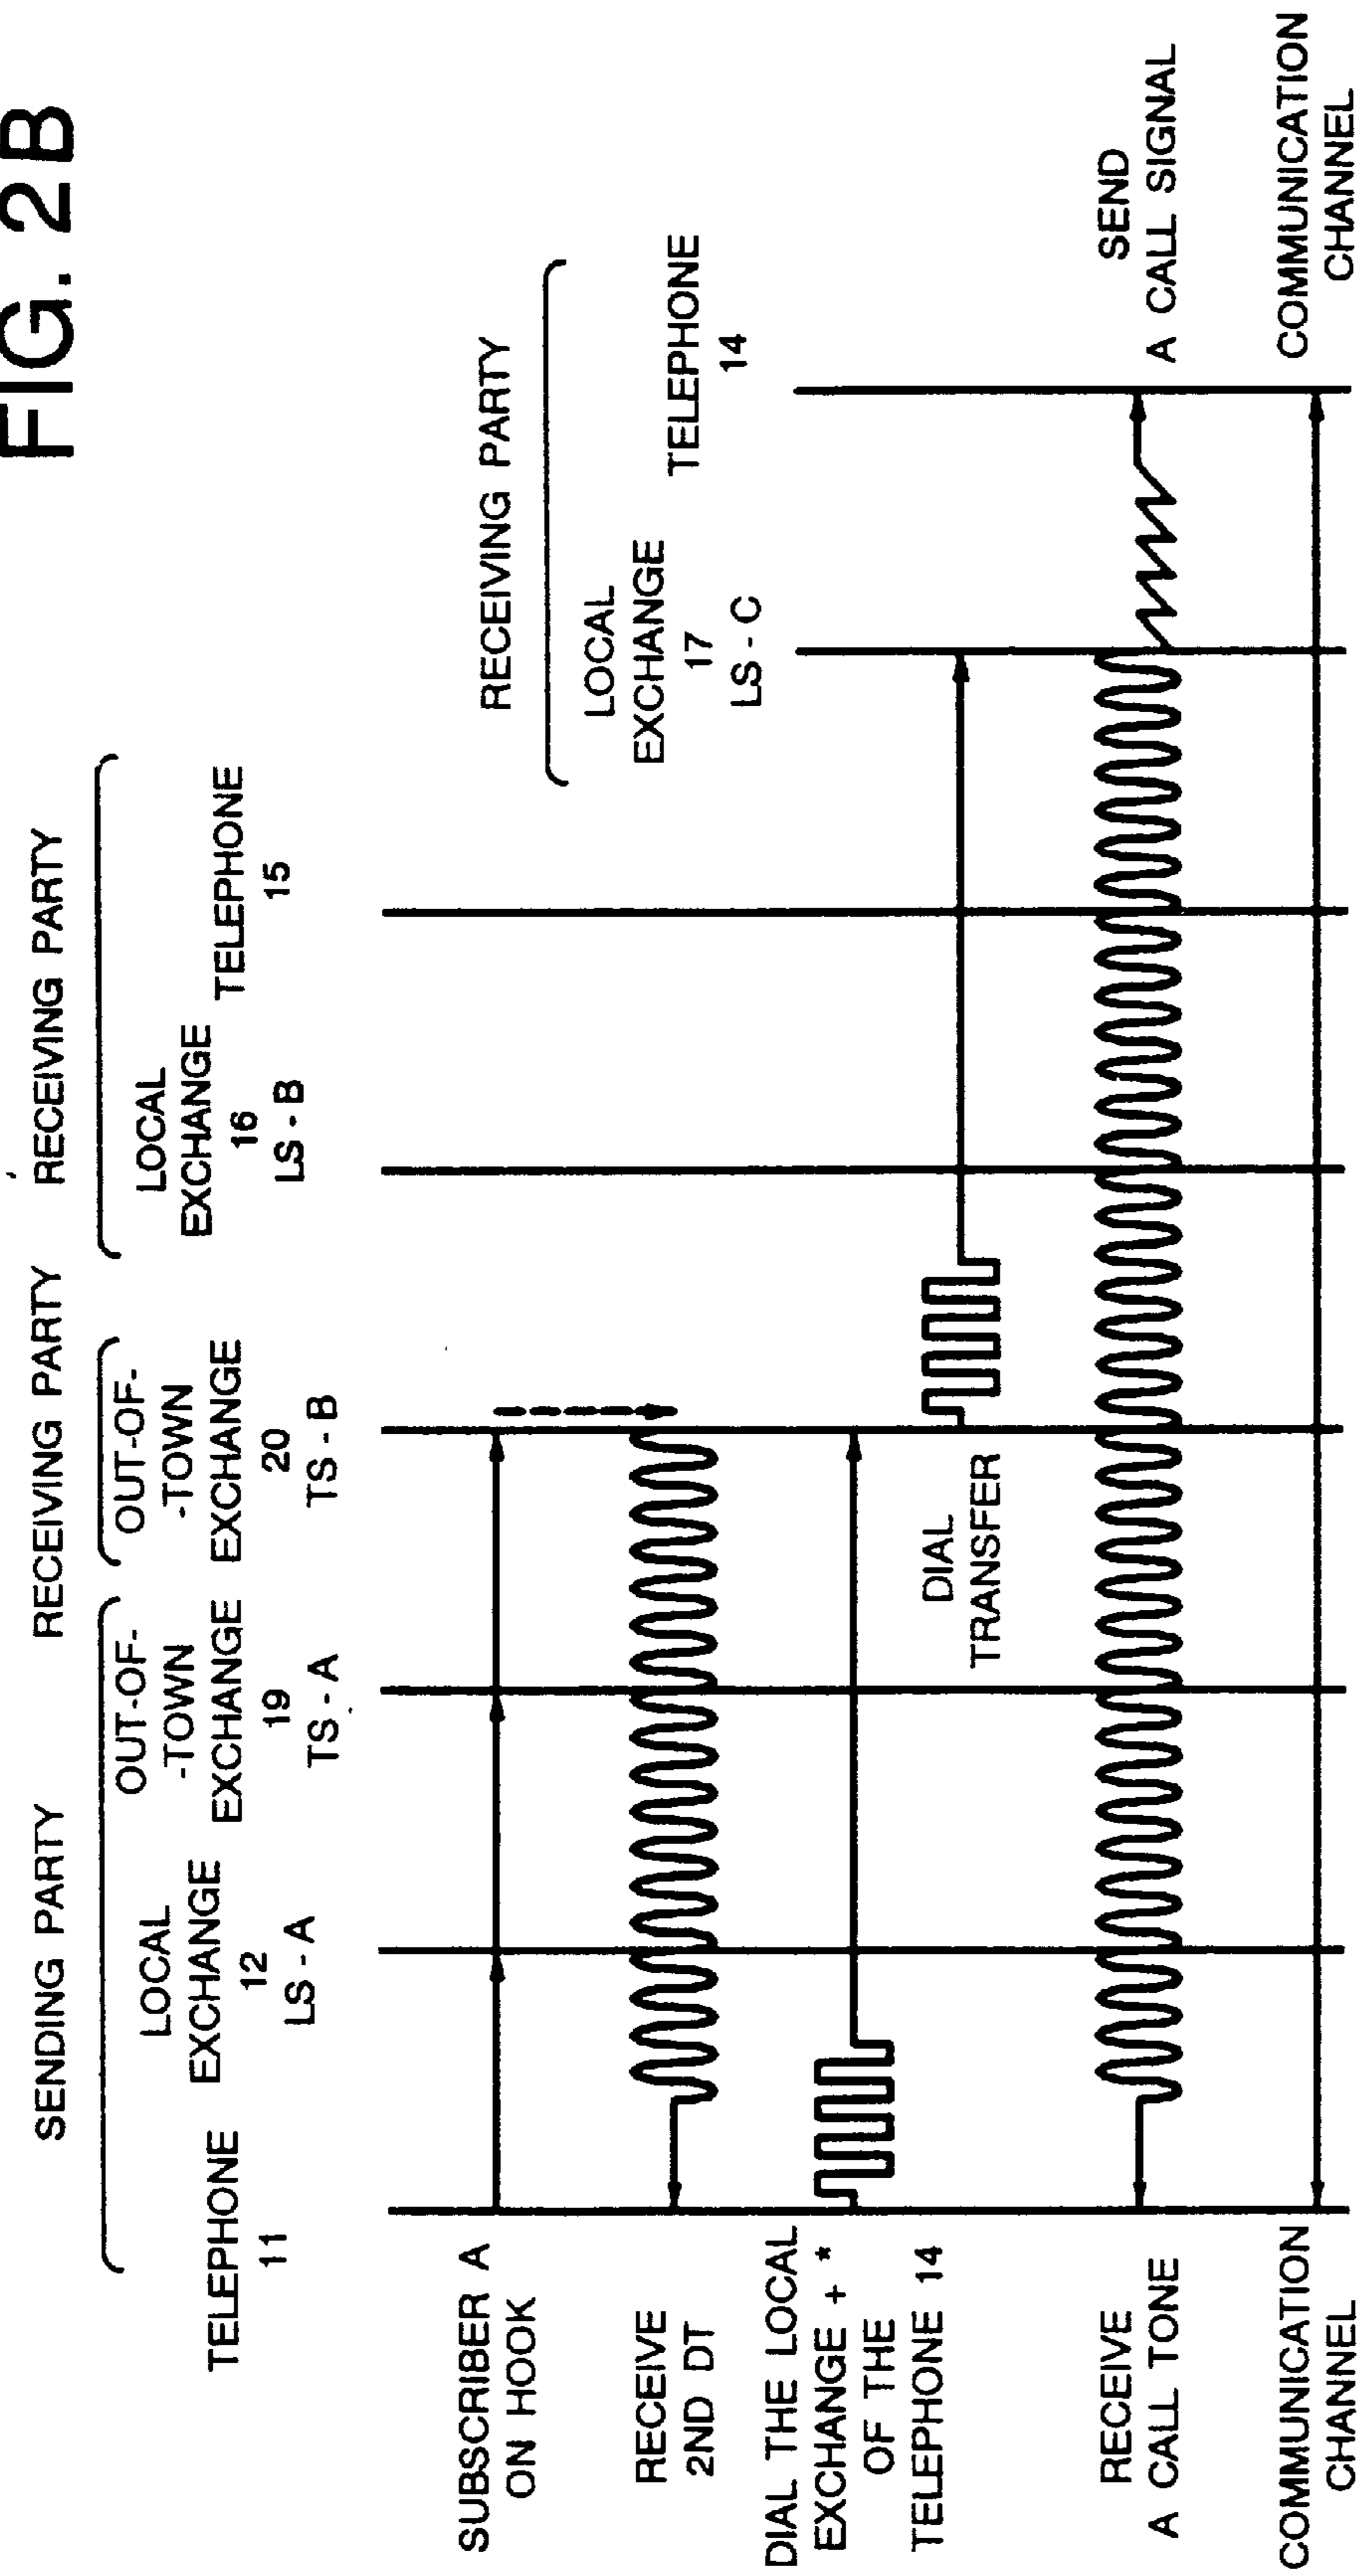 FIG. 2B
SENDING PARTY
RECEIVING PARTY
RECEIVING PARTY
TELEPHONE
11
LOCAL
EXCHANGE
12
LS - A
OUT-OF-
-TOWN
EXCHANGE
19
TS - A
OUT-OF-
-TOWN
EXCHANGE
20
TS - B
LOCAL
EXCHANGE
16
LS - B
TELEPHONE
15
RECEIVING PARTY
LOCAL
EXCHANGE
17
LS - C
TELEPHONE
14
SUBSCRIBER A
ON HOOK
RECEIVE
2ND DT
DIAL THE LOCAL
EXCHANGE + *
OF THE
TELEPHONE 14
DIAL
TRANSFER
RECEIVE
A CALL TONE
SEND
A CALL SIGNAL
COMMUNICATION
CHANNEL
COMMUNICATION
CHANNEL